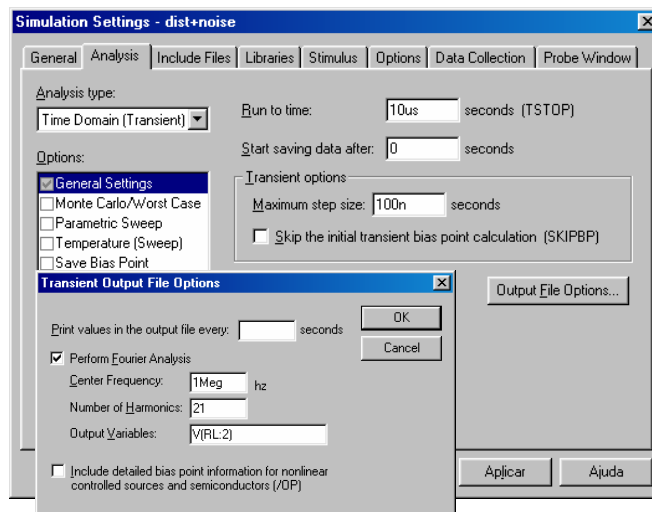 Simulation Settings - dist+noise
General Analysis Include Files Libraries Stimulus Options Data Collection Probe Window
Analysis type:
Time Domain (Transient)
Run to time: 10us seconds (TSTOP)
Start saving data after: 0 seconds
Options:
General Settings
Monte Carlo/Worst Case
Parametric Sweep
Temperature (Sweep)
Save Bias Point
Transient options
Maximum step size: 100n seconds
Skip the initial transient bias point calculation (SKIPBP)
Output File Options...
Transient Output File Options
Print values in the output file every: seconds
OK
Cancel
Perform Fourier Analysis
Center Frequency: 1Meg hz
Number of Harmonics: 21
Output Variables: V(RL:2)
Include detailed bias point information for nonlinear
controlled sources and semiconductors (/OP)
Aplicar Ajuda